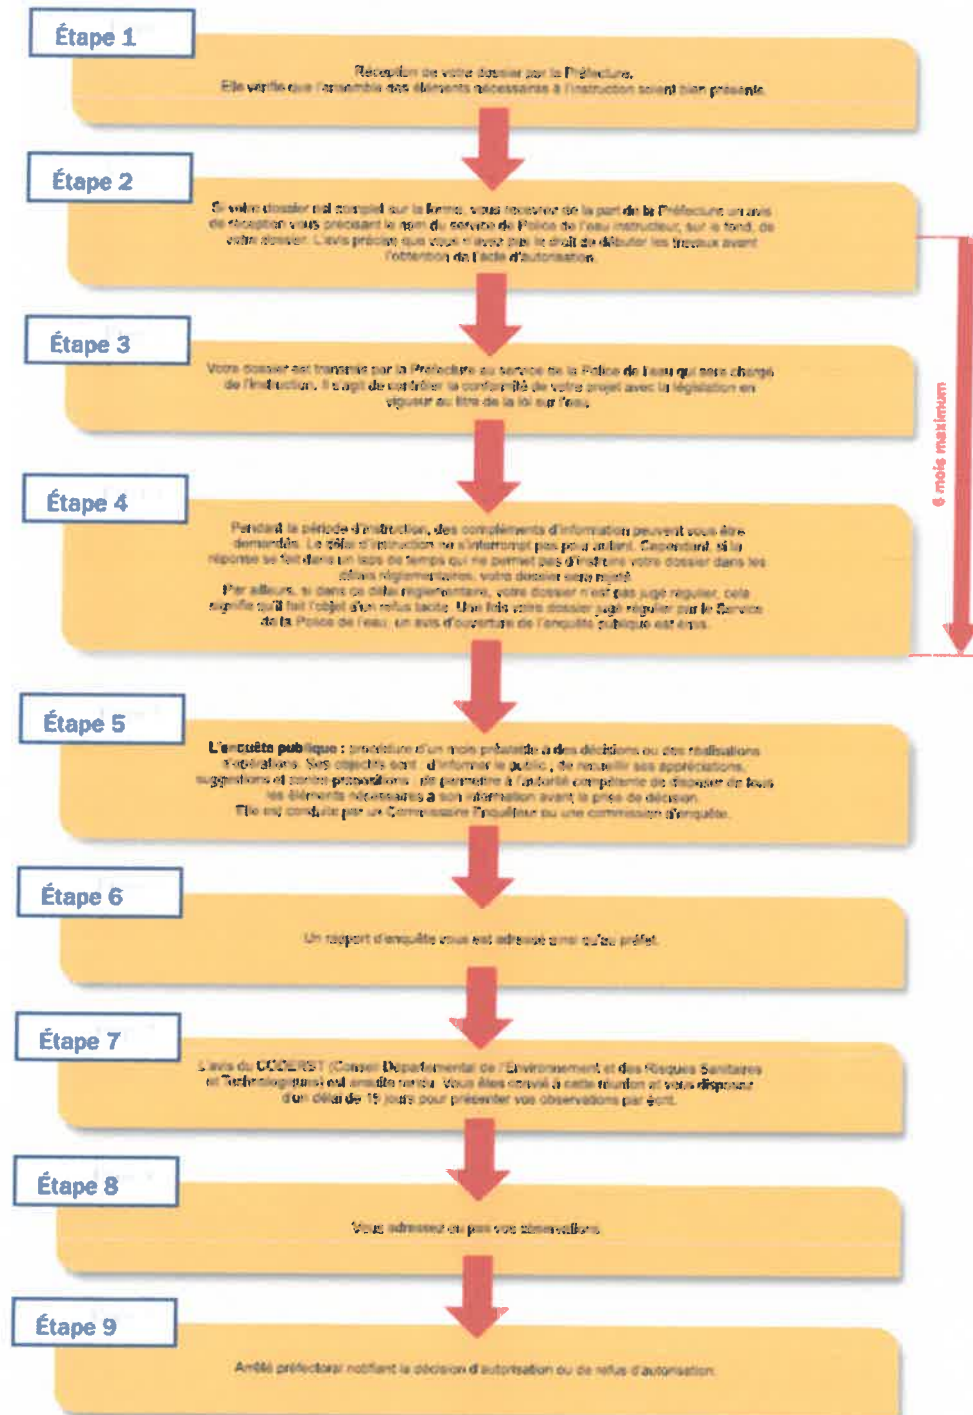 Étape 1
Réception de votre dossier par la Préfecture.
Elle vérifie que l'ensemble des éléments nécessaires à l'instruction soient bien présents.
Étape 2
Si votre dossier est complet sur la forme, vous recevrez de la part de la Préfecture un avis
de réception vous précisant le nom du service de Police de l'eau instructeur, sur le fond, de
votre dossier. L'avis précise que vous n'avez pas le droit de débuter les travaux avant
l'obtention de l'acte d'autorisation.
Étape 3
Votre dossier est transmis par la Préfecture au service de la Police de l'eau qui sera chargé
de l'instruction. Il s'agit de contrôler la conformité de votre projet avec la législation en
vigueur au titre de la loi sur l'eau.
6 mois maximum
Étape 4
Pendant la période d'instruction, des compléments d'information peuvent vous être
demandés. Le délai d'instruction ne s'interrompt pas pour autant. Cependant, si la
réponse se fait dans un laps de temps qui ne permet pas d'instruire votre dossier dans les
délais réglementaires, votre dossier sera rejeté.
Par ailleurs, si dans ce délai réglementaire, votre dossier n'est pas jugé régulier, cela
signifie qu'il fait l'objet d'un refus tacite. Une fois votre dossier jugé régulier par le Service
de la Police de l'eau, un avis d'ouverture de l'enquête publique est émis.
Étape 5
L'enquête publique : procédure d'un mois préalable à des décisions ou des réalisations
d'opérations. Ses objectifs sont : d'informer le public ; de recueillir ses appréciations,
suggestions et contre-propositions ; de permettre à l'autorité compétente de disposer de tous
les éléments nécessaires à son information avant la prise de décision.
Elle est conduite par un Commissaire Enquêteur ou une commission d'enquête.
Étape 6
Un rapport d'enquête vous est adressé ainsi qu'au préfet.
Étape 7
L'avis du CODERST (Conseil Départemental de l'Environnement et des Risques Sanitaires
et Technologiques) est ensuite rendu. Vous êtes convié à cette réunion et vous disposez
d'un délai de 15 jours pour présenter vos observations par écrit.
Étape 8
Vous adressez ou pas vos observations.
Étape 9
Arrêté préfectoral notifiant la décision d'autorisation ou de refus d'autorisation.